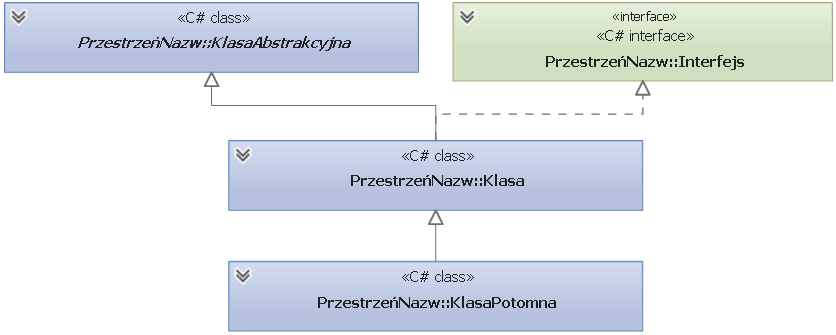 «C# class»
PrzestrzeńNazw::KlasaAbstrakcyjna
«interface»
«C# interface»
PrzestrzeńNazw::Interfejs
«C# class»
PrzestrzeńNazw::Klasa
«C# class»
PrzestrzeńNazw::KlasaPotomna